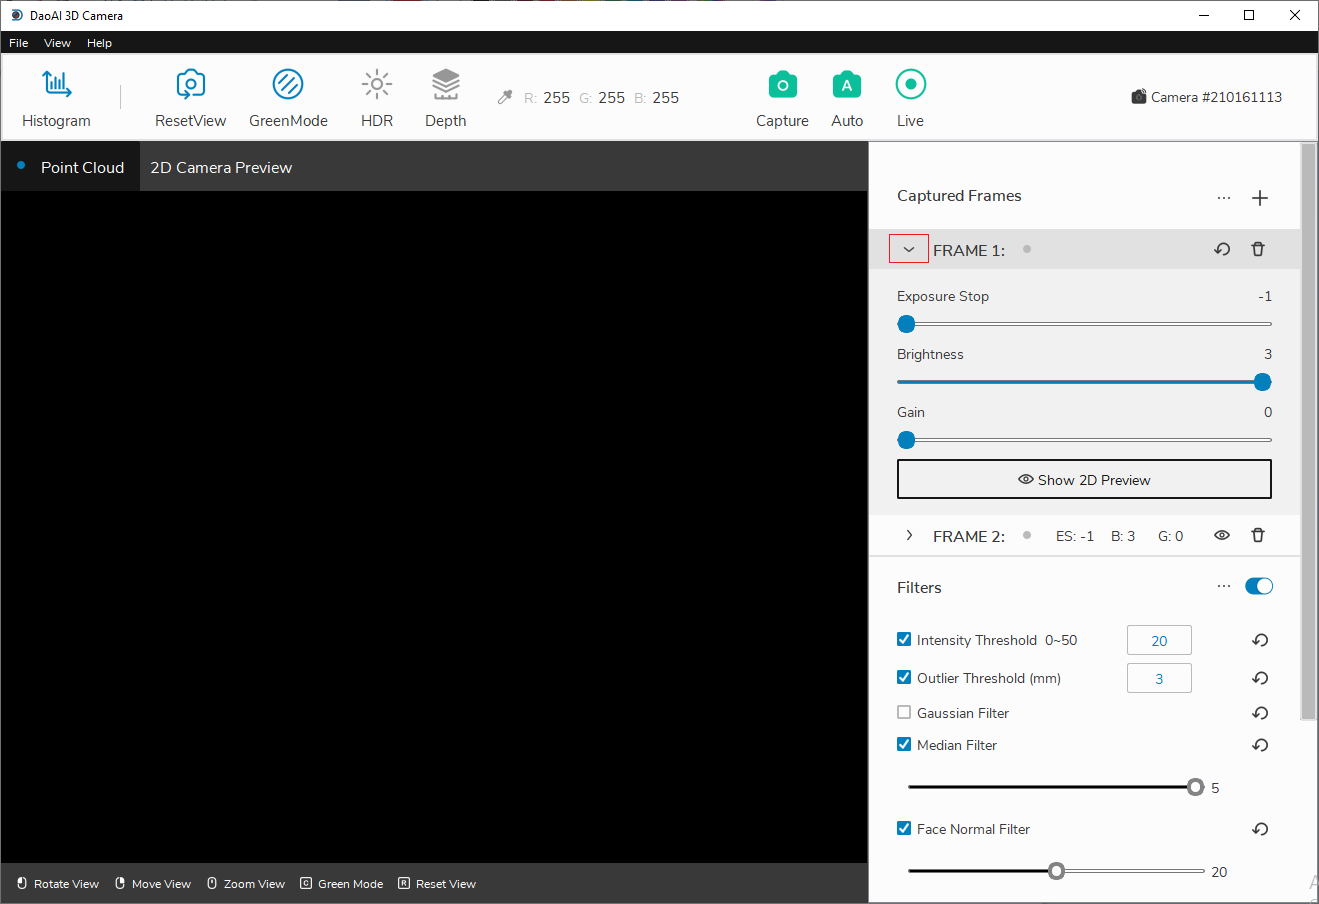 DaoAI 3D Camera
File View Help
Histogram ResetView GreenMode HDR Depth R: 255 G: 255 B: 255 Capture Auto Live Camera #210161113
Point Cloud 2D Camera Preview
Captured Frames
FRAME 1:
Exposure Stop -1
Brightness 3
Gain 0
Show 2D Preview
FRAME 2: ES: -1 B: 3 G: 0
Filters
Intensity Threshold 0~50 20
Outlier Threshold (mm) 3
Gaussian Filter
Median Filter
5
Face Normal Filter
20
Rotate View Move View Zoom View C Green Mode R Reset View